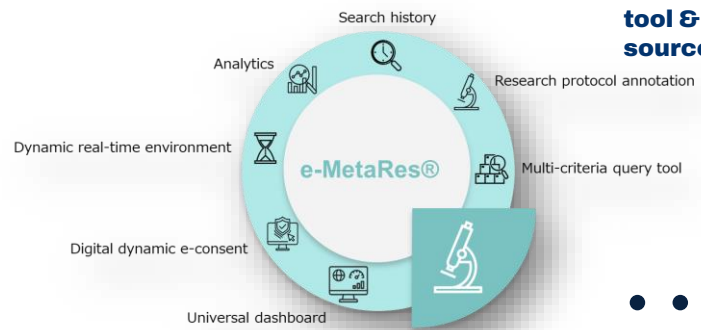 tool &
Search history
Analytics
Research protocol annotation
Dynamic real-time environment
e-MetaRes®
Multi-criteria query tool
Digital dynamic e-consent
Universal dashboard